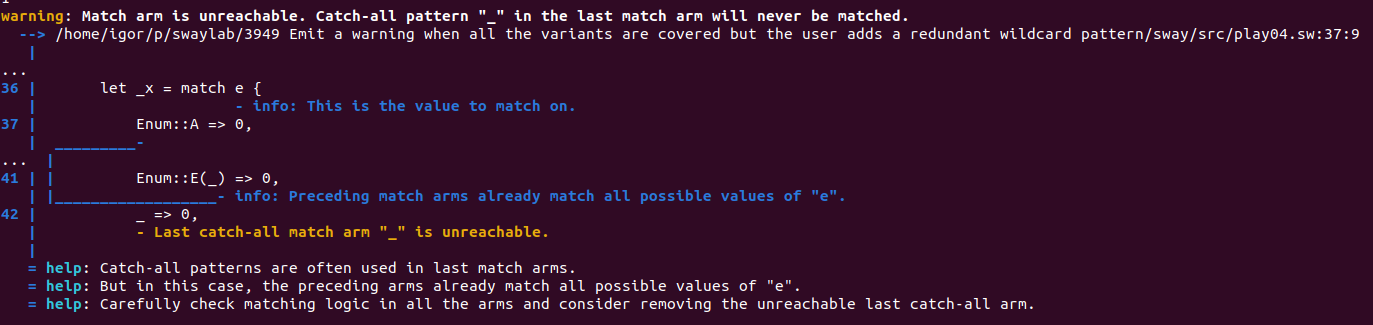 warning: Match arm is unreachable. Catch-all pattern "_" in the last match arm will never be matched.
--> /home/igor/p/swaylab/3949 Emit a warning when all the variants are covered but the user adds a redundant wildcard pattern/sway/src/play04.sw:37:9
|
...
36 |       let _x = match e {
|                      - info: This is the value to match on.
37 |           Enum::A => 0,
|  _________-
...  |
41 | |         Enum::E(_) => 0,
| |__________________- info: Preceding match arms already match all possible values of "e".
42 |           _ => 0,
|           - Last catch-all match arm "_" is unreachable.
|
= help: Catch-all patterns are often used in last match arms.
= help: But in this case, the preceding arms already match all possible values of "e".
= help: Carefully check matching logic in all the arms and consider removing the unreachable last catch-all arm.